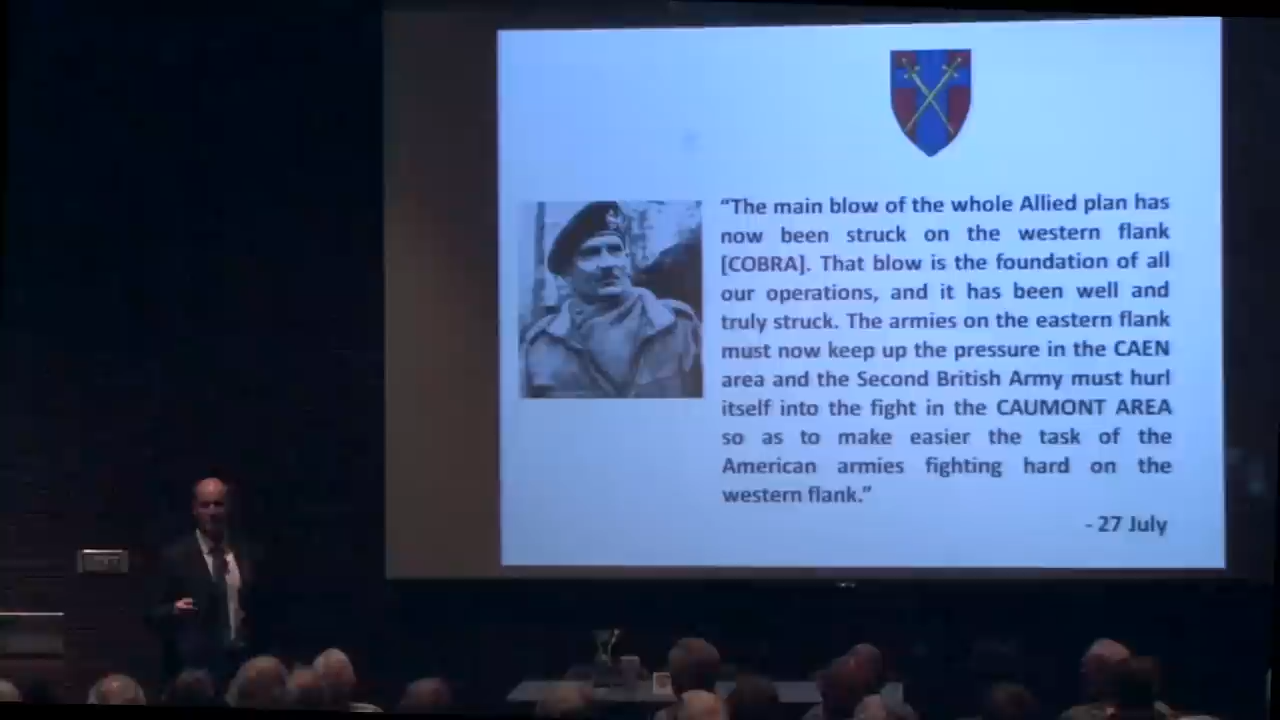 “The main blow of the whole Allied plan has
now been struck on the western flank
[COBRA]. That blow is the foundation of all
our operations, and it has been well and
truly struck. The armies on the eastern flank
must now keep up the pressure in the CAEN
area and the Second British Army must hurl
itself into the fight in the CAUMONT AREA
so as to make easier the task of the
American armies fighting hard on the
western flank.”
- 27 July